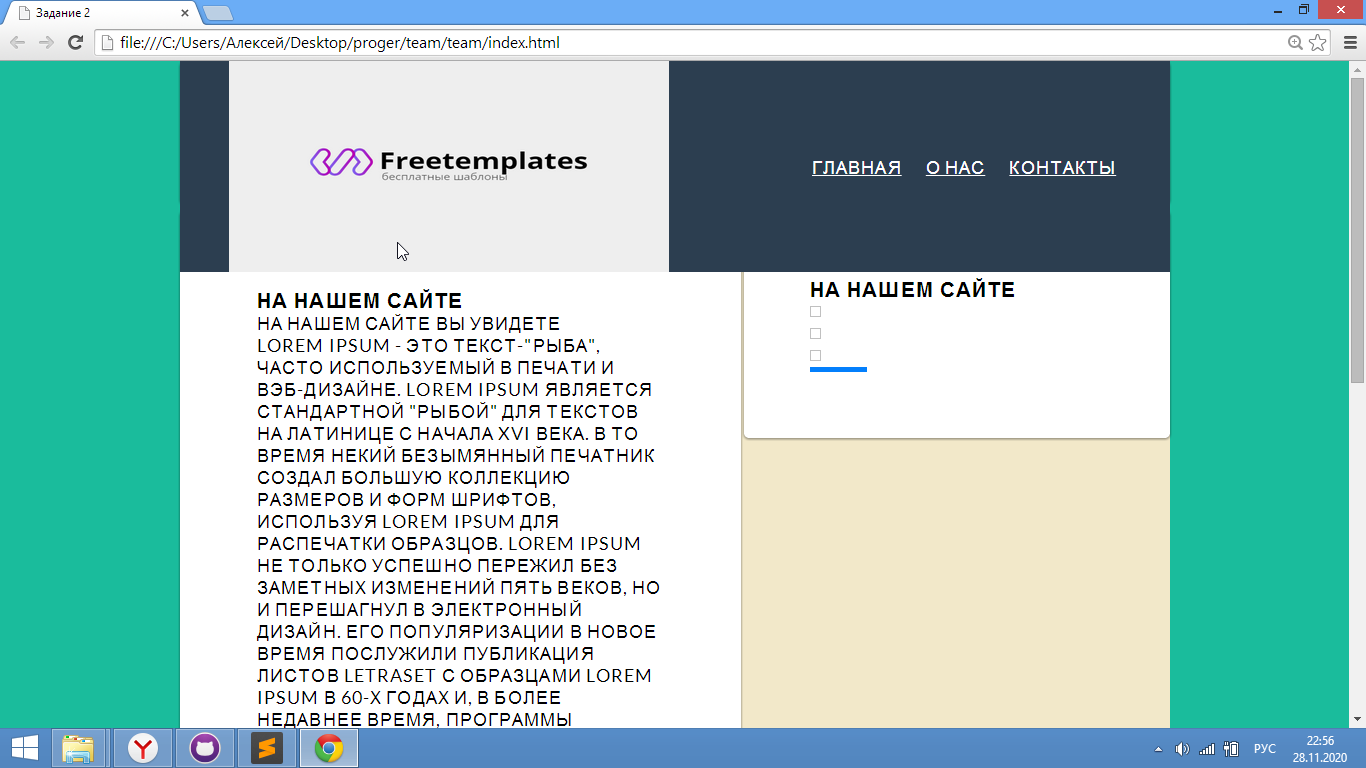 Задание 2
file:///C:/Users/Алексей/Desktop/proger/team/team/index.html
Freetemplates
бесплатные шаблоны
ГЛАВНАЯ О НАС КОНТАКТЫ
НА НАШЕМ САЙТЕ
НА НАШЕМ САЙТЕ ВЫ УВИДЕТЕ
LOREM IPSUM - ЭТО ТЕКСТ-"РЫБА",
ЧАСТО ИСПОЛЬЗУЕМЫЙ В ПЕЧАТИ И
ВЭБ-ДИЗАЙНЕ. LOREM IPSUM ЯВЛЯЕТСЯ
СТАНДАРТНОЙ "РЫБОЙ" ДЛЯ ТЕКСТОВ
НА ЛАТИНИЦЕ С НАЧАЛА XVI ВЕКА. В ТО
ВРЕМЯ НЕКИЙ БЕЗЫМЯННЫЙ ПЕЧАТНИК
СОЗДАЛ БОЛЬШУЮ КОЛЛЕКЦИЮ
РАЗМЕРОВ И ФОРМ ШРИФТОВ,
ИСПОЛЬЗУЯ LOREM IPSUM ДЛЯ
РАСПЕЧАТКИ ОБРАЗЦОВ. LOREM IPSUM
НЕ ТОЛЬКО УСПЕШНО ПЕРЕЖИЛ БЕЗ
ЗАМЕТНЫХ ИЗМЕНЕНИЙ ПЯТЬ ВЕКОВ, НО
И ПЕРЕШАГНУЛ В ЭЛЕКТРОННЫЙ
ДИЗАЙН. ЕГО ПОПУЛЯРИЗАЦИИ В НОВОЕ
ВРЕМЯ ПОСЛУЖИЛИ ПУБЛИКАЦИЯ
ЛИСТОВ LETRASET С ОБРАЗЦАМИ LOREM
IPSUM В 60-Х ГОДАХ И, В БОЛЕЕ
НЕДАВНЕЕ ВРЕМЯ, ПРОГРАММЫ
НА НАШЕМ САЙТЕ
РУС
22:56
28.11.2020